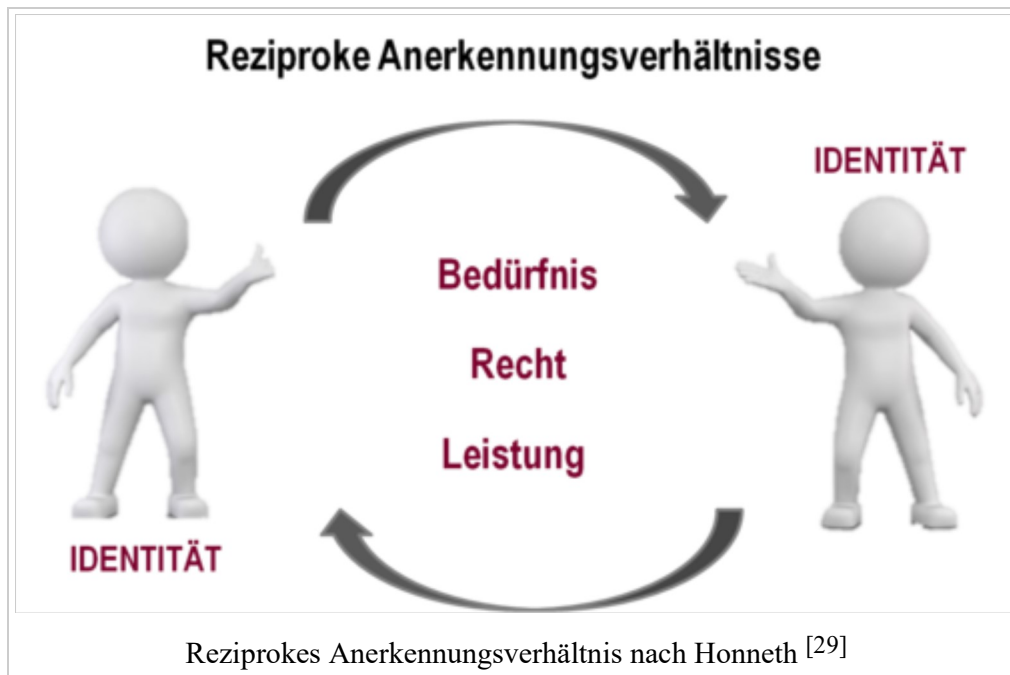 Reziproke Anerkennungsverhältnisse
IDENTITÄT
Bedürfnis
Recht
Leistung
IDENTITÄT
Reziprokes Anerkennungsverhältnis nach Honneth [29]